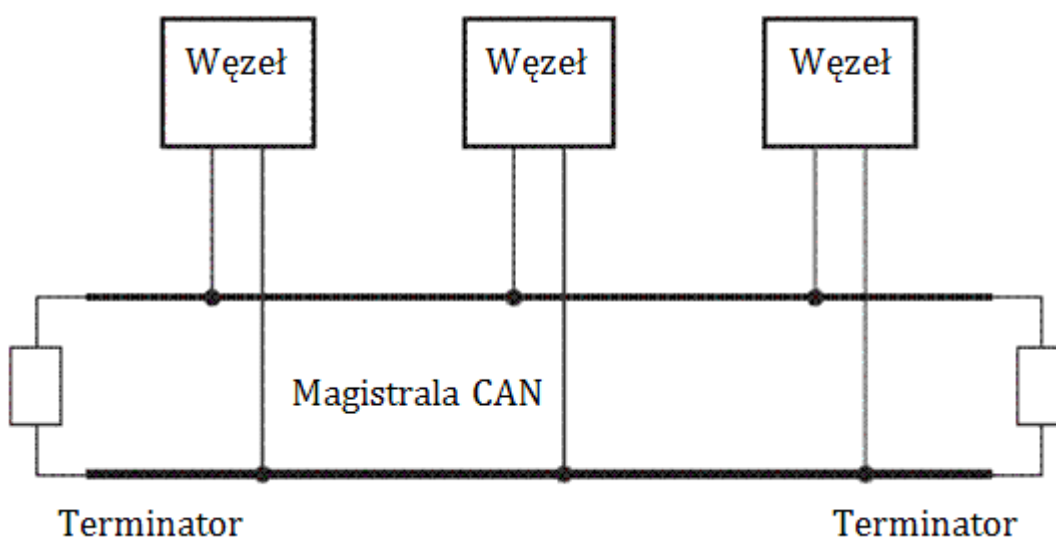 Węzeł
Węzeł
Węzeł
Magistrala CAN
Terminator
Terminator